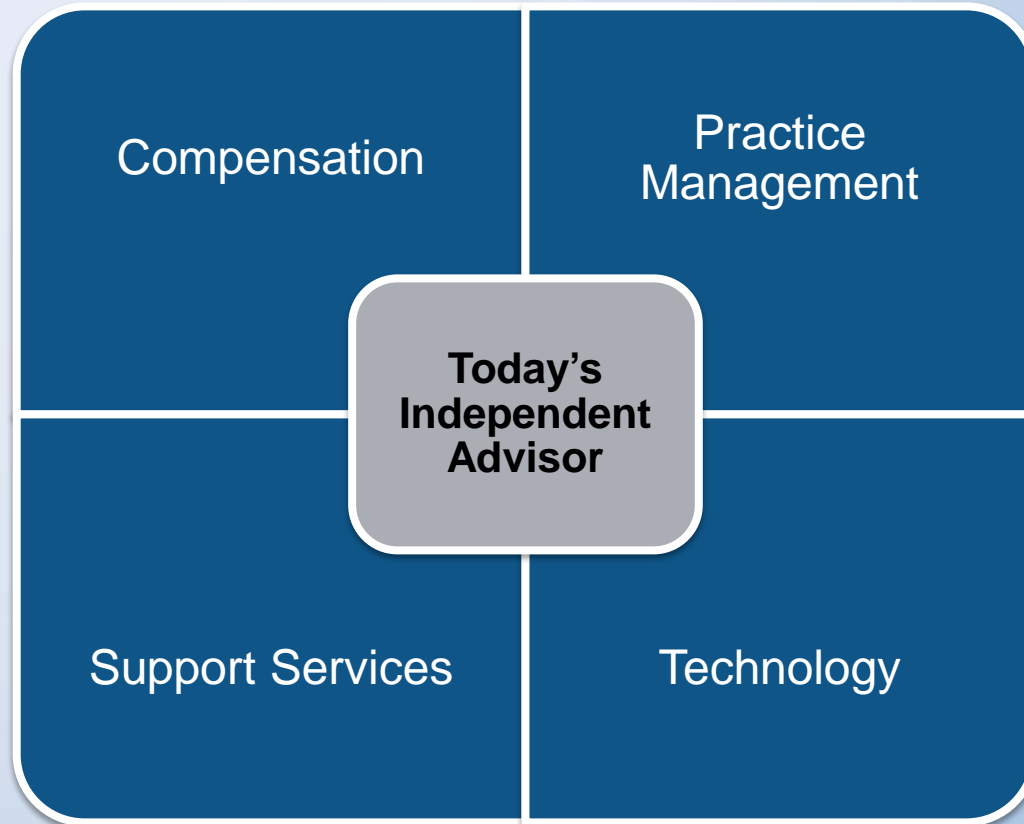 Compensation
Practice
Management
Today’s
Independent
Advisor
Support Services
Technology